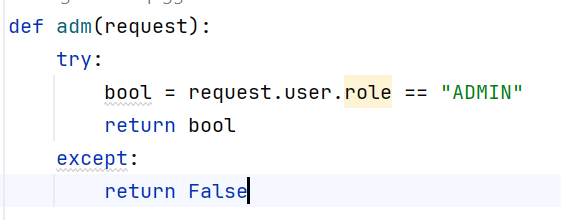 def adm(request):
    try:
        bool = request.user.role == "ADMIN"
        return bool
    except:
        return False